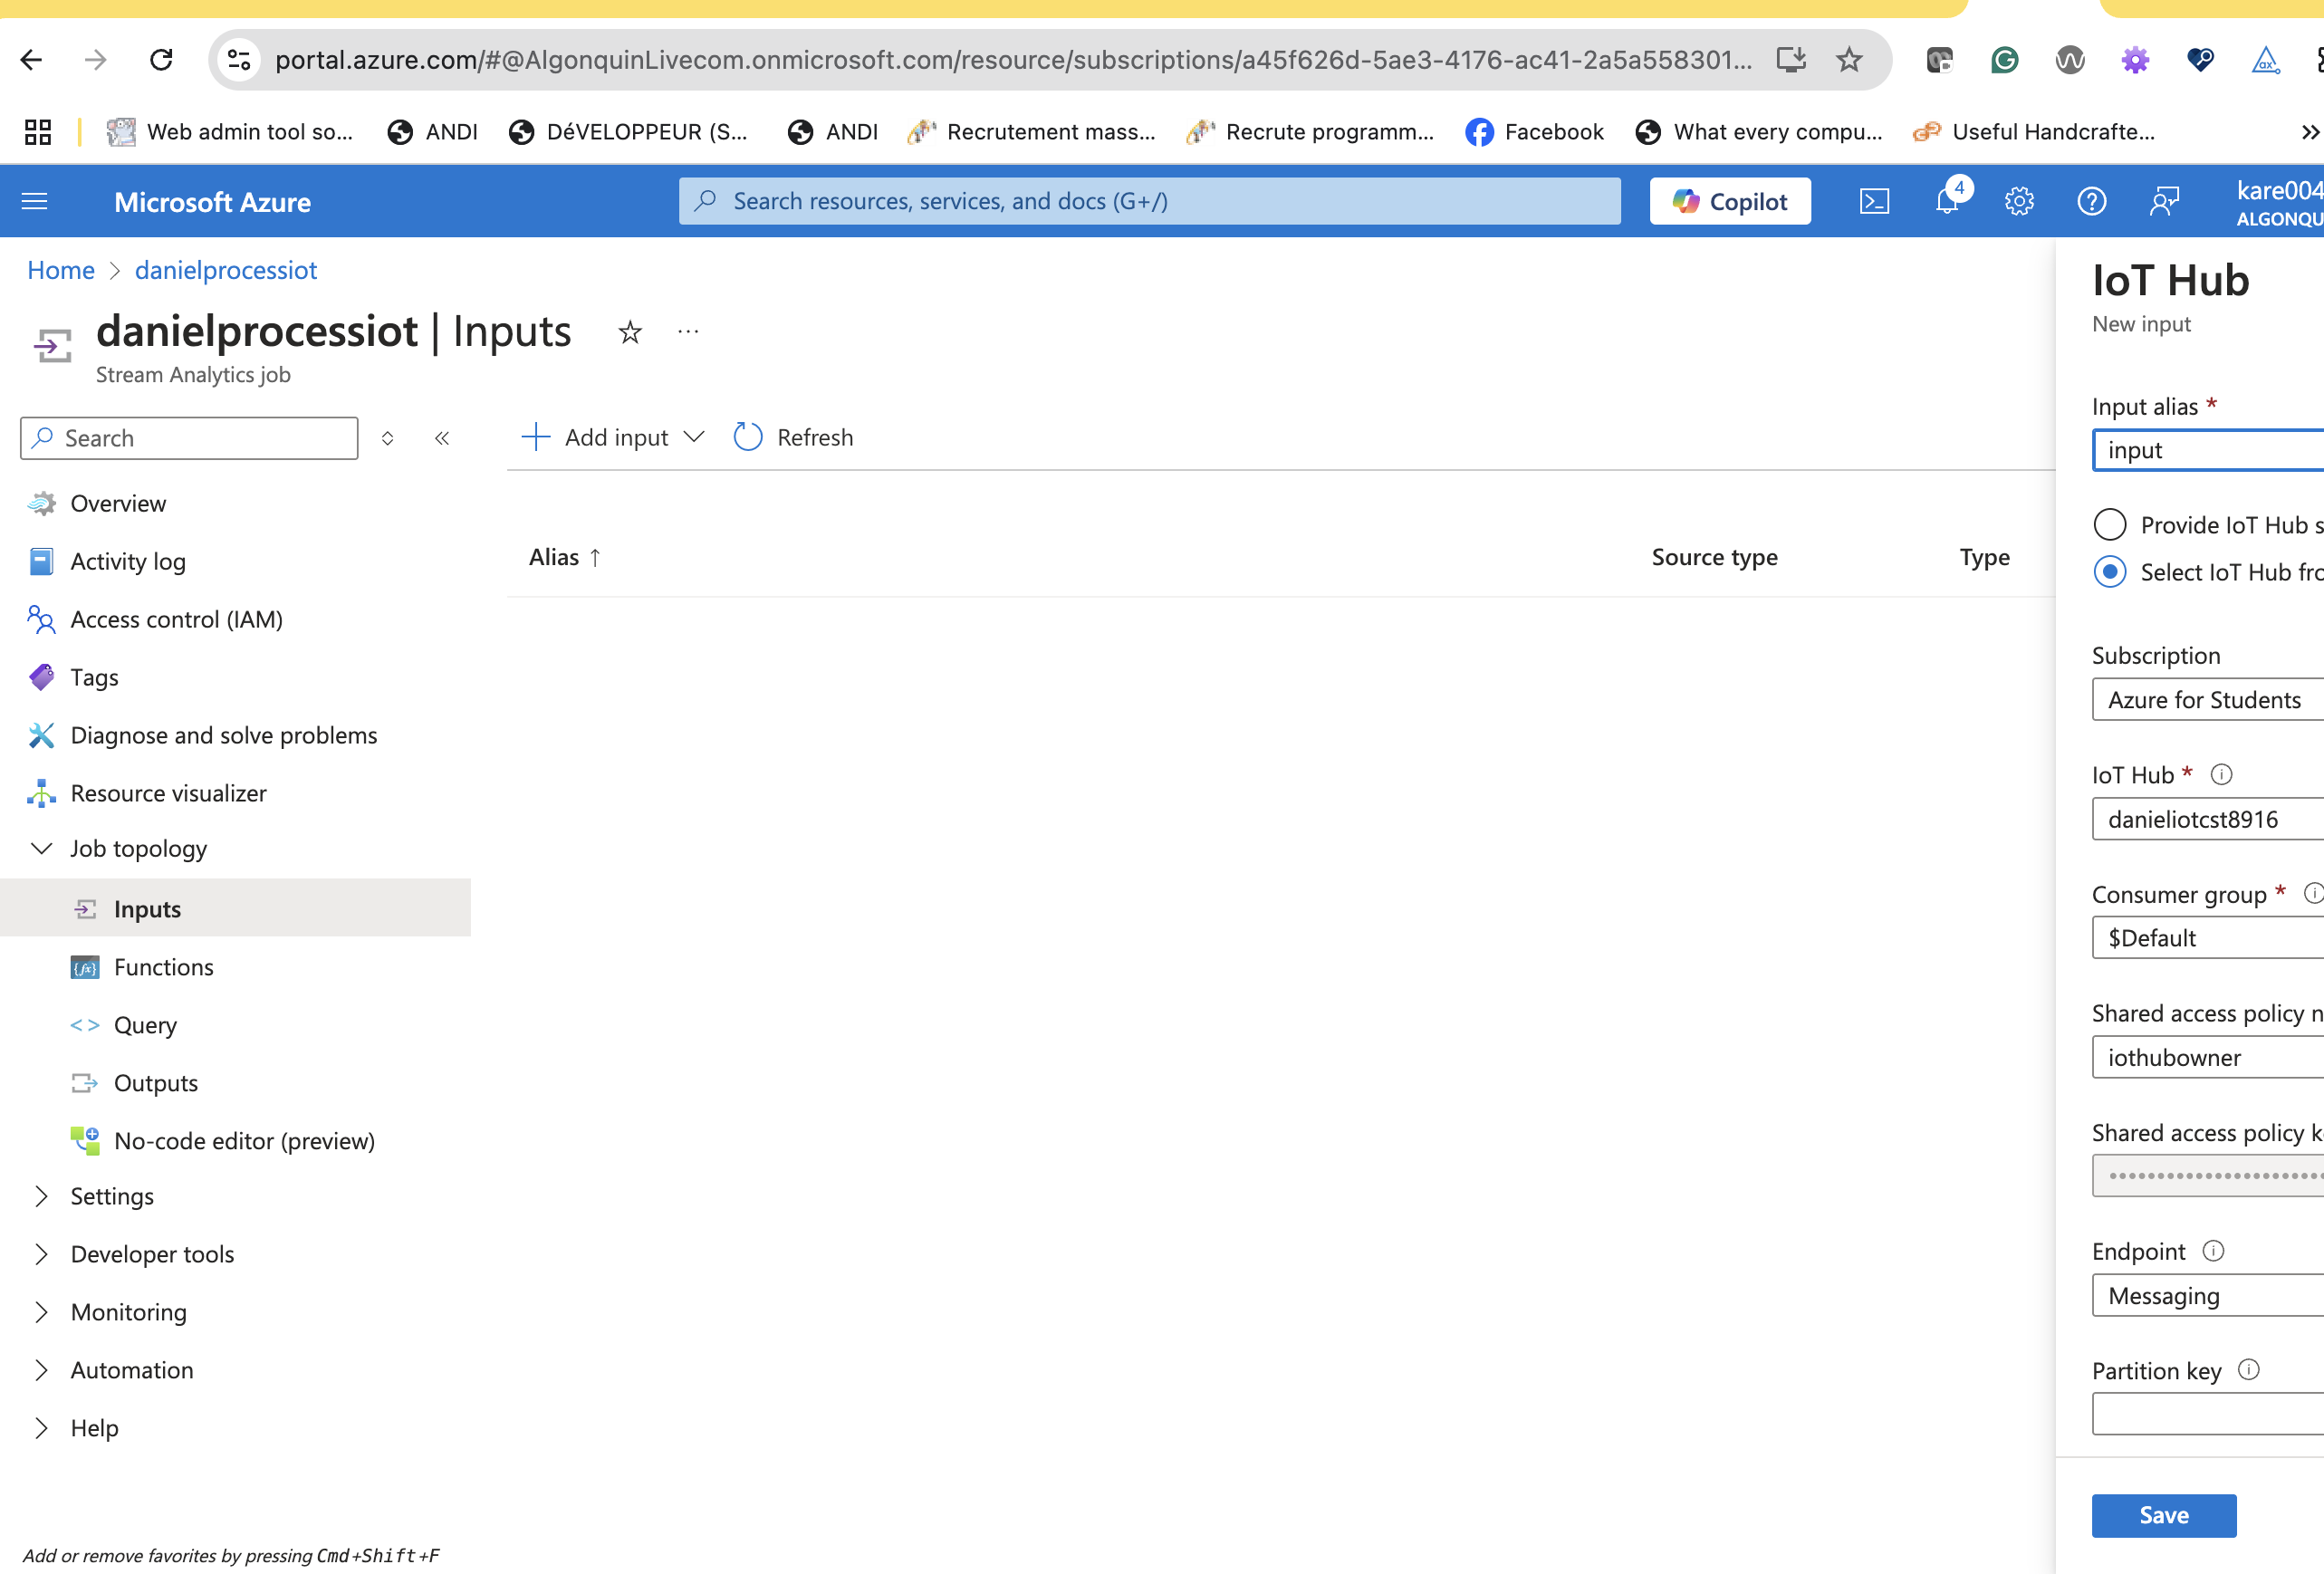 portal.azure.com/#@AlgonquinLivecom.onmicrosoft.com/resource/subscriptions/a45f626d-5ae3-4176-ac41-2a5a558301...
Web admin tool so...
ANDI
DéVELOPPEUR (S...
ANDI
Recrutement mass...
Recrute programm...
Facebook
What every compu...
Useful Handcrafte...
»
Microsoft Azure
Search resources, services, and docs (G+/)
Copilot
4
kare004
ALGONQU
Home > danielprocessiot
danielprocessiot | Inputs
Stream Analytics job
Search
Add input
Refresh
Overview
Activity log
Access control (IAM)
Tags
Diagnose and solve problems
Resource visualizer
Job topology
Inputs
Functions
Query
Outputs
No-code editor (preview)
Settings
Developer tools
Monitoring
Automation
Help
Add or remove favorites by pressing Cmd+Shift+F
Alias ↑
Source type
Type
IoT Hub
New input
Input alias *
input
Provide IoT Hub s
Select IoT Hub fro
Subscription
Azure for Students
IoT Hub *
danieliotcst8916
Consumer group *
$Default
Shared access policy n
iothubowner
Shared access policy k
Endpoint
Messaging
Partition key
Save